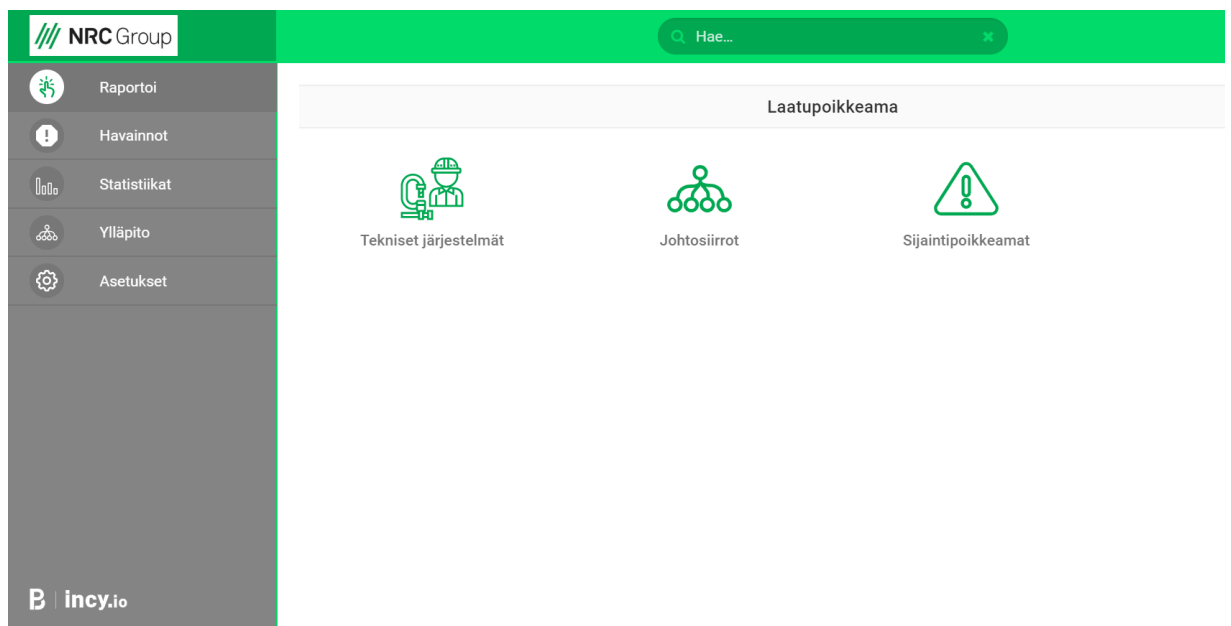 NRC Group
Hae...
Raportoi
Havainnot
Statistiikat
Ylläpito
Asetukset
Laatupoikkeama
Tekniset järjestelmät
Johtosiirrot
Sijaintipoikkeamat
B | incy.io